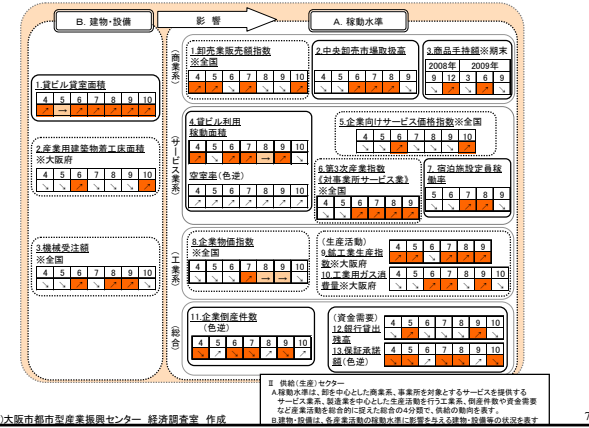 B. 建物・設備
影 響
A. 稼動水準
(商業系)
1.卸売業販売額指数
※全国
4 5 6 7 8 9 10
↘ ↘ ↗ ↘ ↘ ↘ ↗
2.中央卸売市場取扱高
4 5 6 7 8 9
↘ ↘ ↗ ↗ ↗ ↘
3.商品手持額※期末
2008年 2009年
9 12 3 6 9
↘ ↗ ↘ ↗ ↘
1.貸ビル貸室面積
4 5 6 7 8 9 10
↗ → ↗ ↗ ↗ ↗ ↗
2.産業用建築物着工床面積
※大阪府
4 5 6 7 8 9 10
↘ ↘ ↗ ↘ ↘ ↘ ↗
3.機械受注額
※全国
4 5 6 7 8 9 10
↘ ↘ ↗ ↘ ↗ ↗ ↘
(サービス業系)
4.貸ビル利用
稼動面積
4 5 6 7 8 9 10
↗ ↘ ↗ ↗ → ↗ ↘
空室率(色逆)
4 5 6 7 8 9 10
↗ ↗ ↗ ↗ ↗ ↗ ↗
5.企業向けサービス価格指数※全国
4 5 6 7 8 9 10
↘ ↘ ↗ ↘ ↘ ↘ ↗
6.第3次産業指数
《対事業所サービス業》
※全国
4 5 6 7 8 9
↘ ↘ ↗ ↗ ↗ ↗
7. 宿泊施設定員稼
働率
5 6 7 8 9
↘ ↘ ↗ ↗ ↘
(工業系)
8.企業物価指数
※全国
4 5 6 7 8 9 10
↘ ↘ ↘ ↗ → → ↘
(生産活動)
9.鉱工業生産指
数※大阪府
4 5 6 7 8 9
↗ ↗ ↘ ↗ ↗ ↗
10.工業用ガス消
費量※大阪府
4 5 6 7 8 9 10
↘ ↘ ↗ ↘ ↘ ↗ ↘
(総合)
11.企業倒産件数
(色逆)
4 5 6 7 8 9 10
↘ ↗ ↘ ↘ ↗ ↘ ↗
(資金需要)
12.銀行貸出
残高
4 5 6 7 8 9 10
↘ ↗ ↘ ↘ ↘ ↗ ↘
13.保証承諾
額(色逆)
4 5 6 7 8 9 10
↘ ↘ ↘ ↗ ↘ ↗ ↘
Ⅱ 供給(生産)セクター
A.稼動水準は、卸を中心とした商業系、事業所を対象とするサービスを提供する
サービス業系、製造業を中心とした生産活動を行う工業系、倒産件数や資金需要
など産業活動を総合的に捉えた総合の4分類で、供給の動向を表す。
B.建物・設備は、各産業活動の稼動水準に影響を与える建物・設備等の状況を表す
)大阪市都市型産業振興センター 経済調査室 作成
7